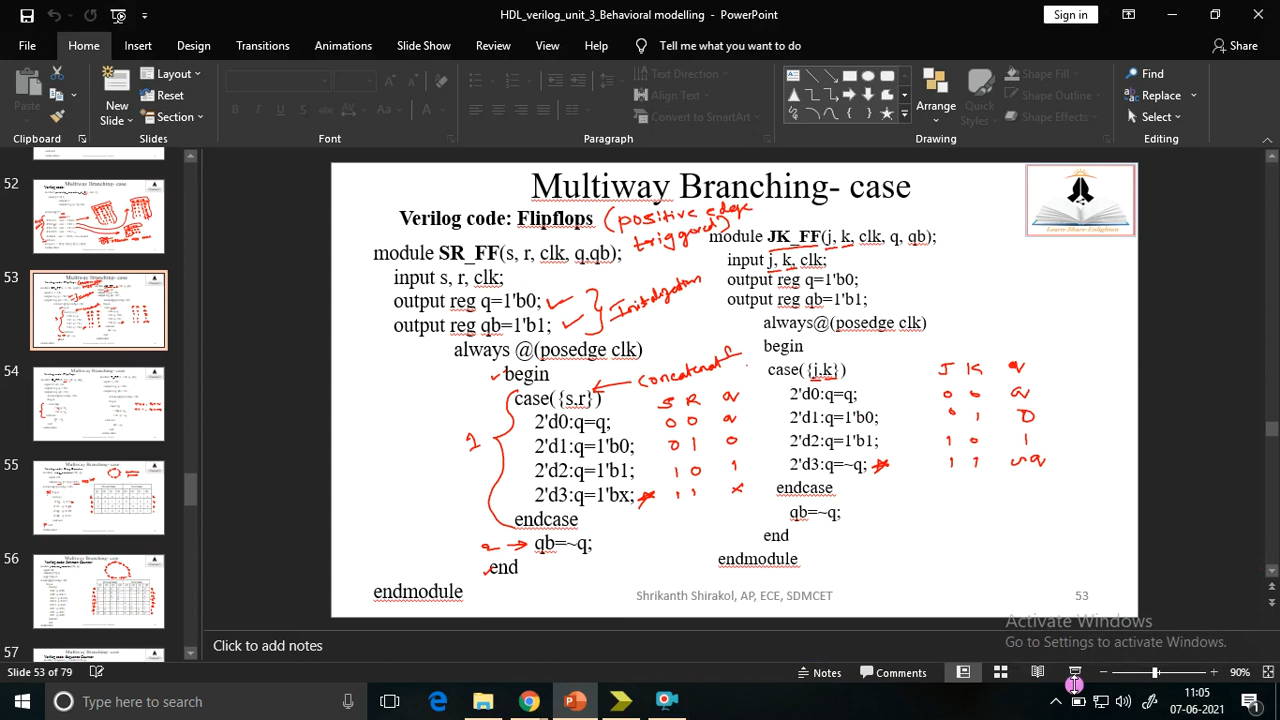 HDL_verilog_unit_3_Behavioral modelling - PowerPoint
Sign in
File Home Insert Draw Design Transitions Animations Slide Show Review View Help Tell me what you want to do Share
Paste
New Slide
Layout
Reset
Section
B I U S abc AV Aa A
Text Direction
Align Text
Convert to SmartArt
Arrange
Quick Styles
Shape Fill
Shape Outline
Shape Effects
Find
Replace
Select
Clipboard Slides Font Paragraph Drawing Editing
56
57
Multiway Branching- case
Learn-Share-Enlighten
Verilog code: Flipflops (positive edge triggered)
module SR_FF(s, r, clk, q,qb);
input s, r, clk;
output reg q=1'b0;
output reg qb=1'b1;
Initialization
always @(posedge clk)
begin
case({s,r})
2'd0:q=q;
2'd1:q=1'b0;
2'd2:q=1'b1;
2'd3:q=1'bx;
endcase
qb=~q;
end
endmodule
1
2
S R q
0 0 q
0 1 0
1 0 1
1 1 x
module JK_FF(j, k, clk, q, qb);
input j, k, clk;
output reg q=1'b0;
output reg qb=1'b1;
always@(posedge clk)
begin
case({j,k})
2'd0:q=q;
2'd1:q=1'b0;
2'd2:q=1'b1;
2'd3:q=~q;
endcase
qb=~q;
end
endmodule
J K q
0 0 q
0 1 0
1 0 1
1 ~q
Shrikanth Shirakol, AP, ECE, SDMCET
53
Activate Windows
Go to Settings to activate Windows.
Click to add notes
Slide 53 of 79
Notes
Comments
90%
Type here to search
11:05
07-06-2021